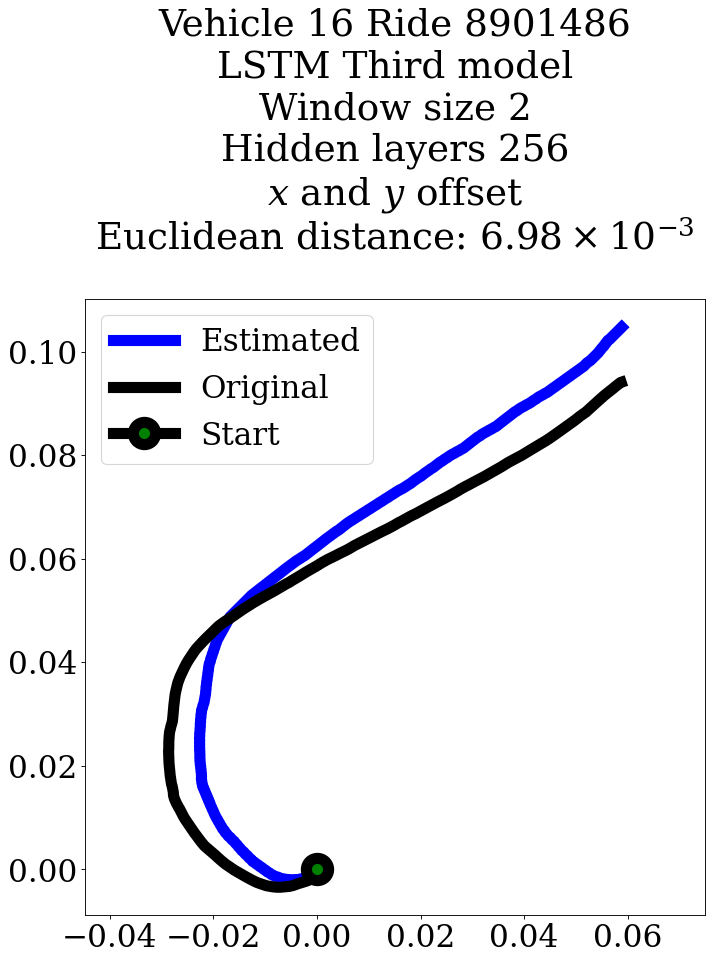 Vehicle 16 Ride 8901486
LSTM Third model
Window size 2
Hidden layers 256
x and y offset
Euclidean distance: 6.98 × 10⁻³
Estimated
Original
Start
0.10
0.08
0.06
0.04
0.02
0.00
−0.04 −0.02 0.00 0.02 0.04 0.06